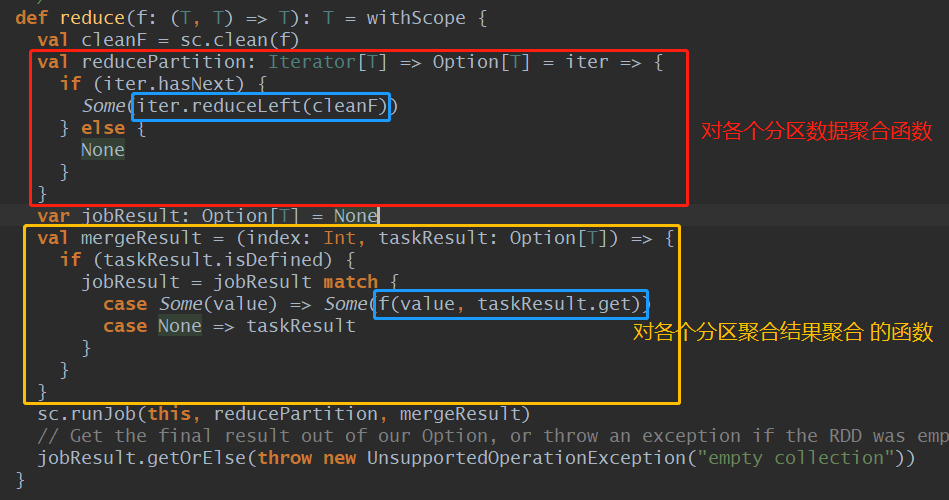 def reduce(f: (T, T) => T): T = withScope {
val cleanF = sc.clean(f)
val reducePartition: Iterator[T] => Option[T] = iter => {
if (iter.hasNext) {
Some(iter.reduceLeft(cleanF))
} else {
None
}
}
对各个分区数据聚合函数
var jobResult: Option[T] = None
val mergeResult = (index: Int, taskResult: Option[T]) => {
if (taskResult.isDefined) {
jobResult = jobResult match {
case Some(value) => Some(f(value, taskResult.get))
case None => taskResult
}
}
}
对各个分区聚合结果聚合 的函数
sc.runJob(this, reducePartition, mergeResult)
// Get the final result out of our Option, or throw an exception if the RDD was emp
jobResult.getOrElse(throw new UnsupportedOperationException("empty collection"))
}